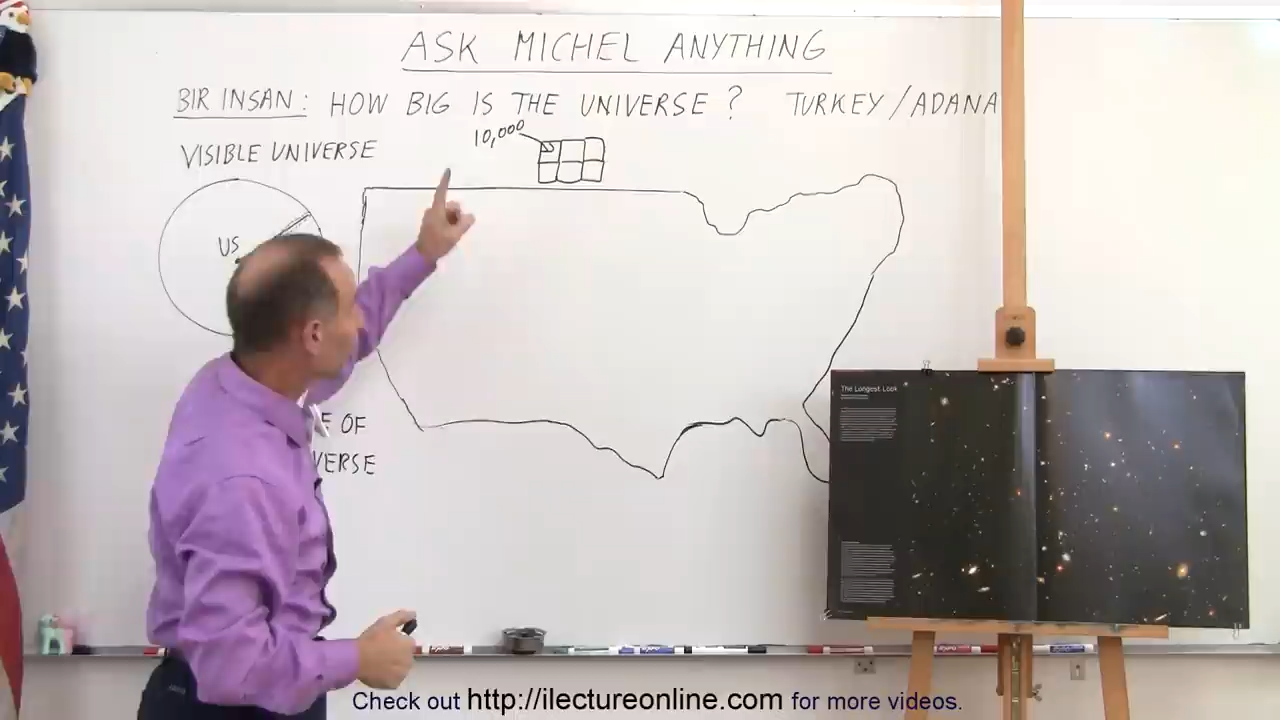 ASK MICHEL ANYTHING
BIR INSAN: HOW BIG IS THE UNIVERSE? TURKEY/ADANA
10,000
VISIBLE UNIVERSE
US
E OF
VERSE
The Longest Look
Check out http://ilectureonline.com for more videos.